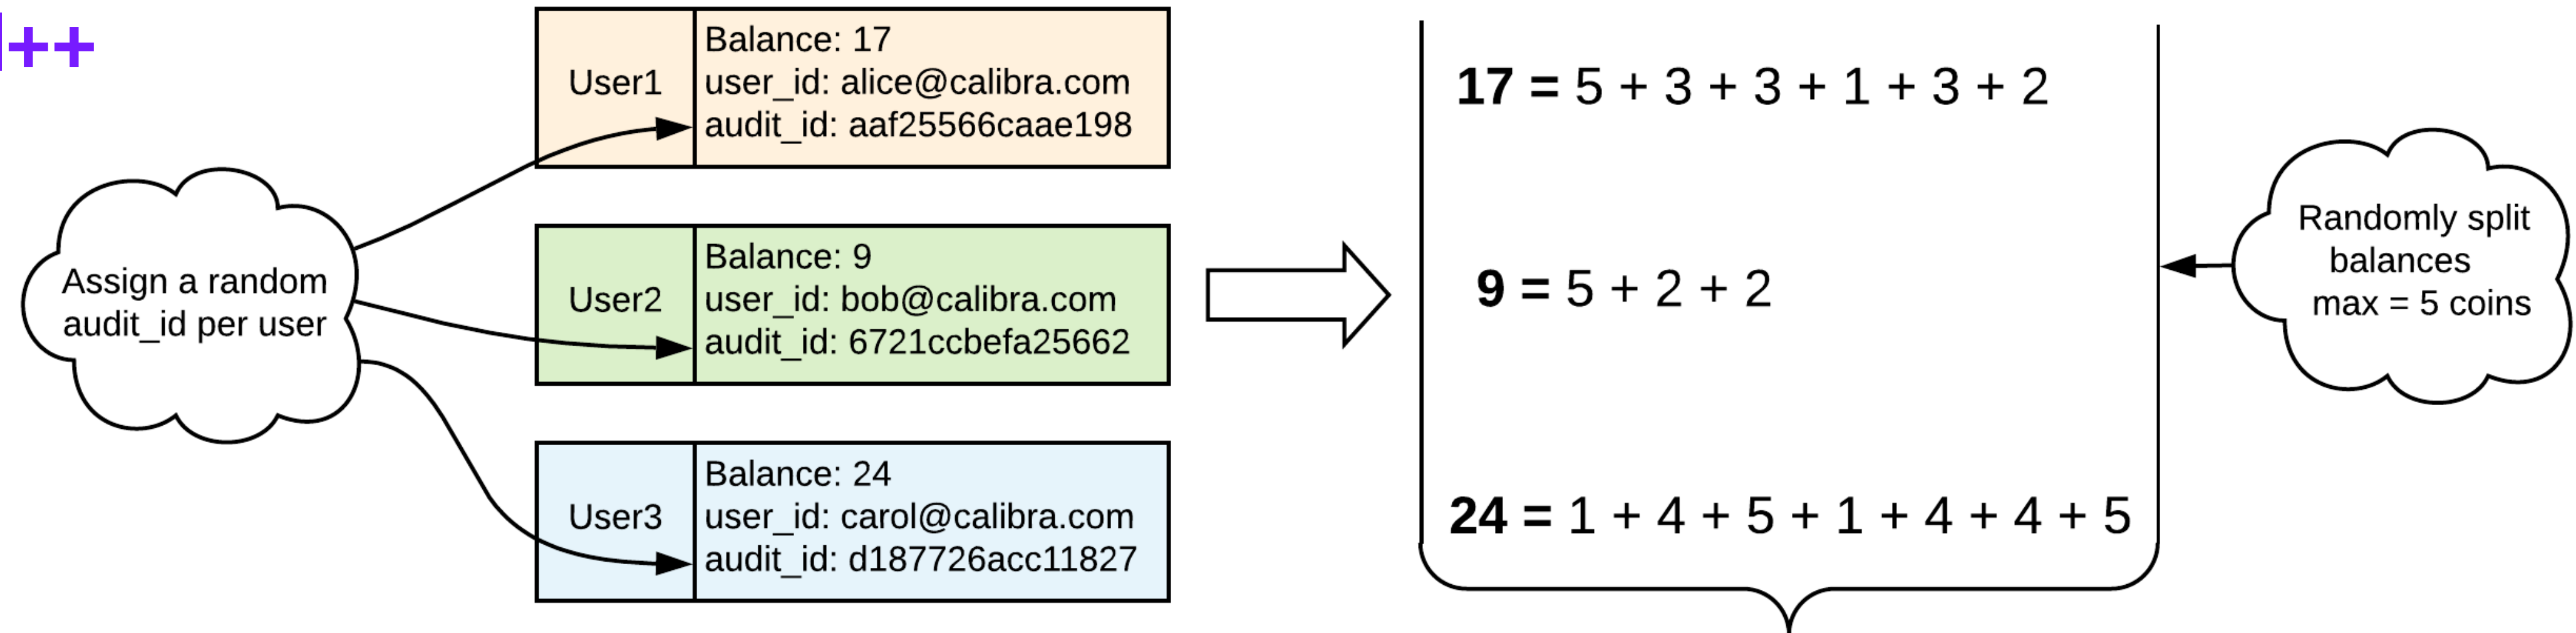 ++
Assign a random
audit_id per user
User1
Balance: 17
user_id: alice@calibra.com
audit_id: aaf25566caae198
User2
Balance: 9
user_id: bob@calibra.com
audit_id: 6721ccbefa25662
User3
Balance: 24
user_id: carol@calibra.com
audit_id: d187726acc11827
17 = 5 + 3 + 3 + 1 + 3 + 2
9 = 5 + 2 + 2
24 = 1 + 4 + 5 + 1 + 4 + 4 + 5
Randomly split
balances
max = 5 coins